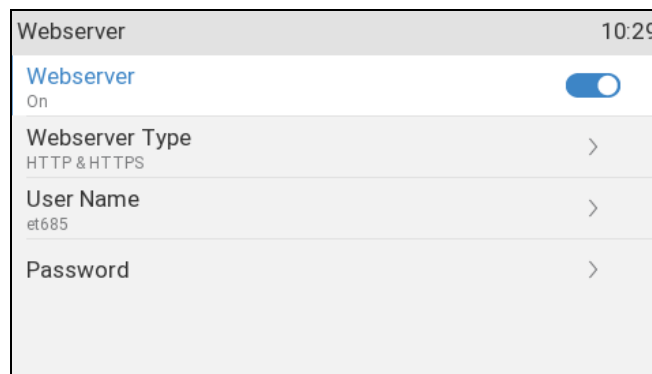 Webserver 10:29
Webserver
On
Webserver Type
HTTP & HTTPS
User Name
et685
Password